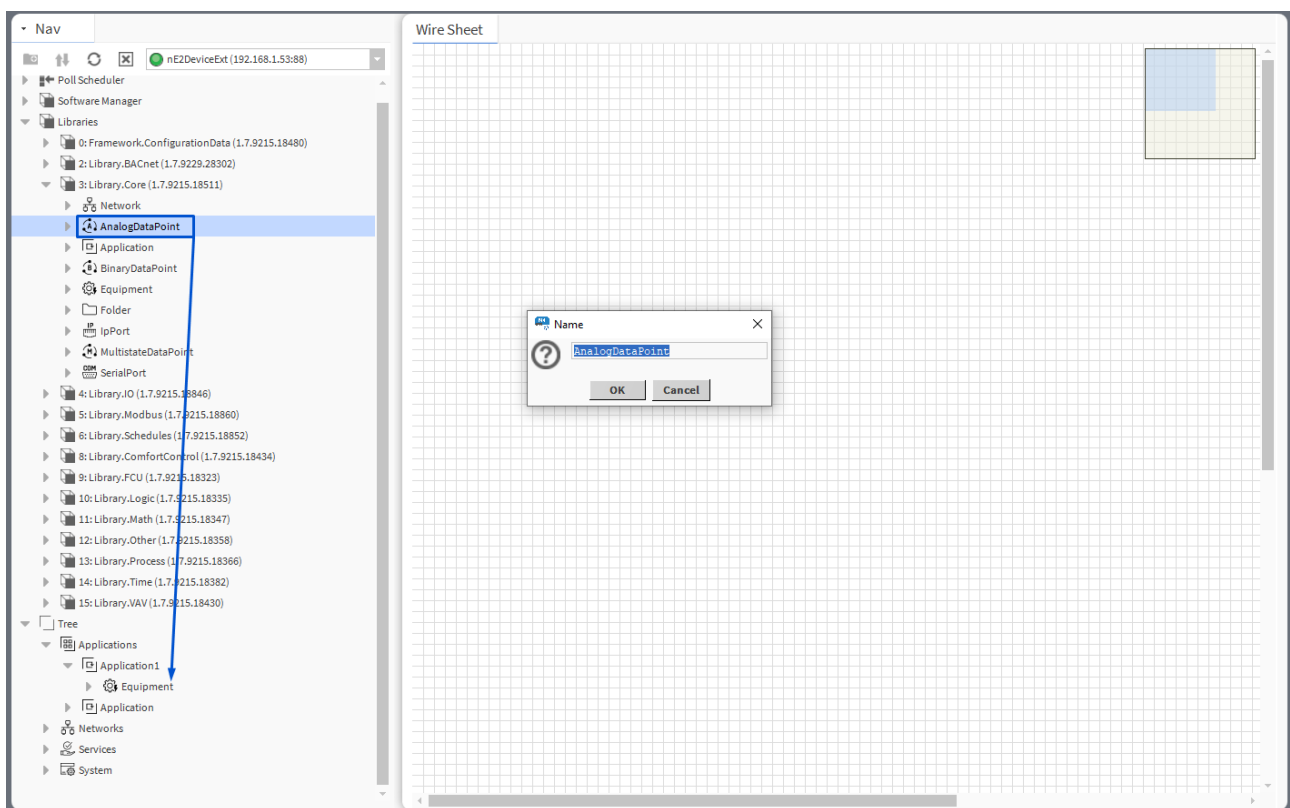 Nav
nE2DeviceExt (192.168.1.53:88)
Poll Scheduler
Software Manager
Libraries
0: Framework.ConfigurationData (1.7.9215.18480)
2: Library.BACnet (1.7.9229.28302)
3: Library.Core (1.7.9215.18511)
Network
AnalogDataPoint
Application
BinaryDataPoint
Equipment
Folder
IP
IpPort
MultistateDataPoint
COM
SerialPort
4: Library.IO (1.7.9215.18846)
5: Library.Modbus (1.7.9215.18860)
6: Library.Schedules (1.7.9215.18852)
8: Library.ComfortControl (1.7.9215.18434)
9: Library.FCU (1.7.9215.18323)
10: Library.Logic (1.7.9215.18335)
11: Library.Math (1.7.9215.18347)
12: Library.Other (1.7.9215.18358)
13: Library.Process (1.7.9215.18366)
14: Library.Time (1.7.9215.18382)
15: Library.VAV (1.7.9215.18430)
Tree
Applications
Application1
Equipment
Application
Networks
Services
System
Wire Sheet
Name
AnalogDataPoint
OK Cancel